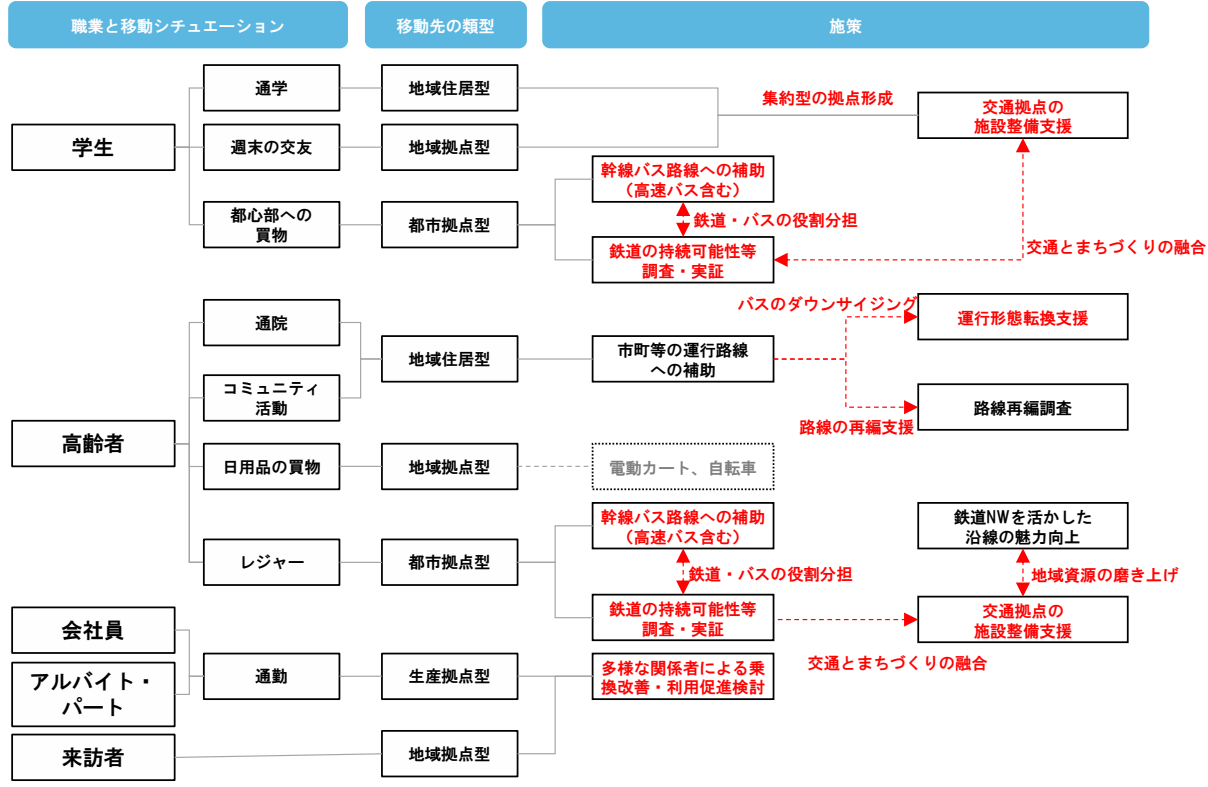 職業と移動シチュエーション
移動先の類型
施策
学生
通学
地域住居型
集約型の拠点形成
交通拠点の
施設整備支援
週末の交友
地域拠点型
都心部への
買物
都市拠点型
幹線バス路線への補助
（高速バス含む）
鉄道・バスの役割分担
鉄道の持続可能性等
調査・実証
交通とまちづくりの融合
高齢者
通院
コミュニティ
活動
地域住居型
市町等の運行路線
への補助
バスのダウンサイジング
運行形態転換支援
路線の再編支援
路線再編調査
日用品の買物
地域拠点型
電動カート、自転車
レジャー
都市拠点型
幹線バス路線への補助
（高速バス含む）
鉄道・バスの役割分担
鉄道の持続可能性等
調査・実証
鉄道NWを活かした
沿線の魅力向上
地域資源の磨き上げ
交通拠点の
施設整備支援
交通とまちづくりの融合
会社員
アルバイト・
パート
通勤
生産拠点型
多様な関係者による乗
換改善・利用促進検討
来訪者
地域拠点型